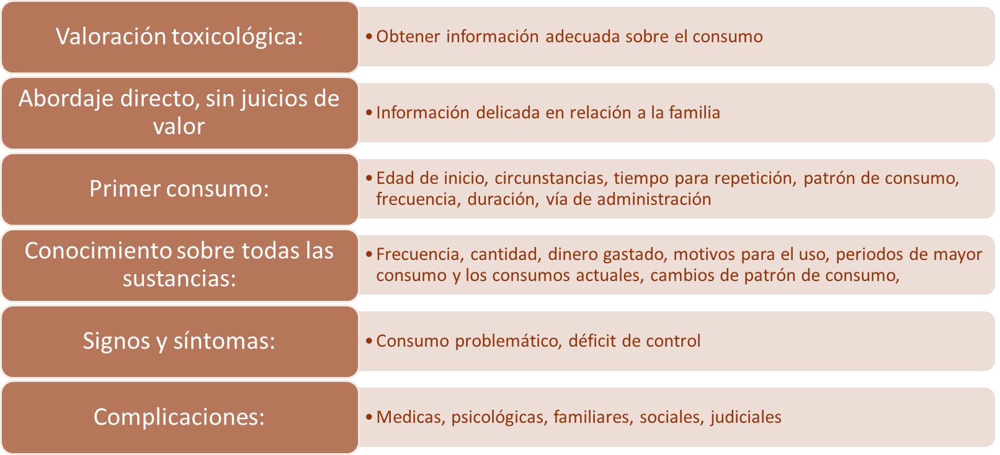 Valoración toxicológica:
• Obtener información adecuada sobre el consumo
Abordaje directo, sin juicios de
valor
• Información delicada en relación a la familia
Primer consumo:
• Edad de inicio, circunstancias, tiempo para repetición, patrón de consumo,
frecuencia, duración, vía de administración
Conocimiento sobre todas las
sustancias:
• Frecuencia, cantidad, dinero gastado, motivos para el uso, periodos de mayor
consumo y los consumos actuales, cambios de patrón de consumo,
Signos y síntomas:
• Consumo problemático, déficit de control
Complicaciones:
• Medicas, psicológicas, familiares, sociales, judiciales